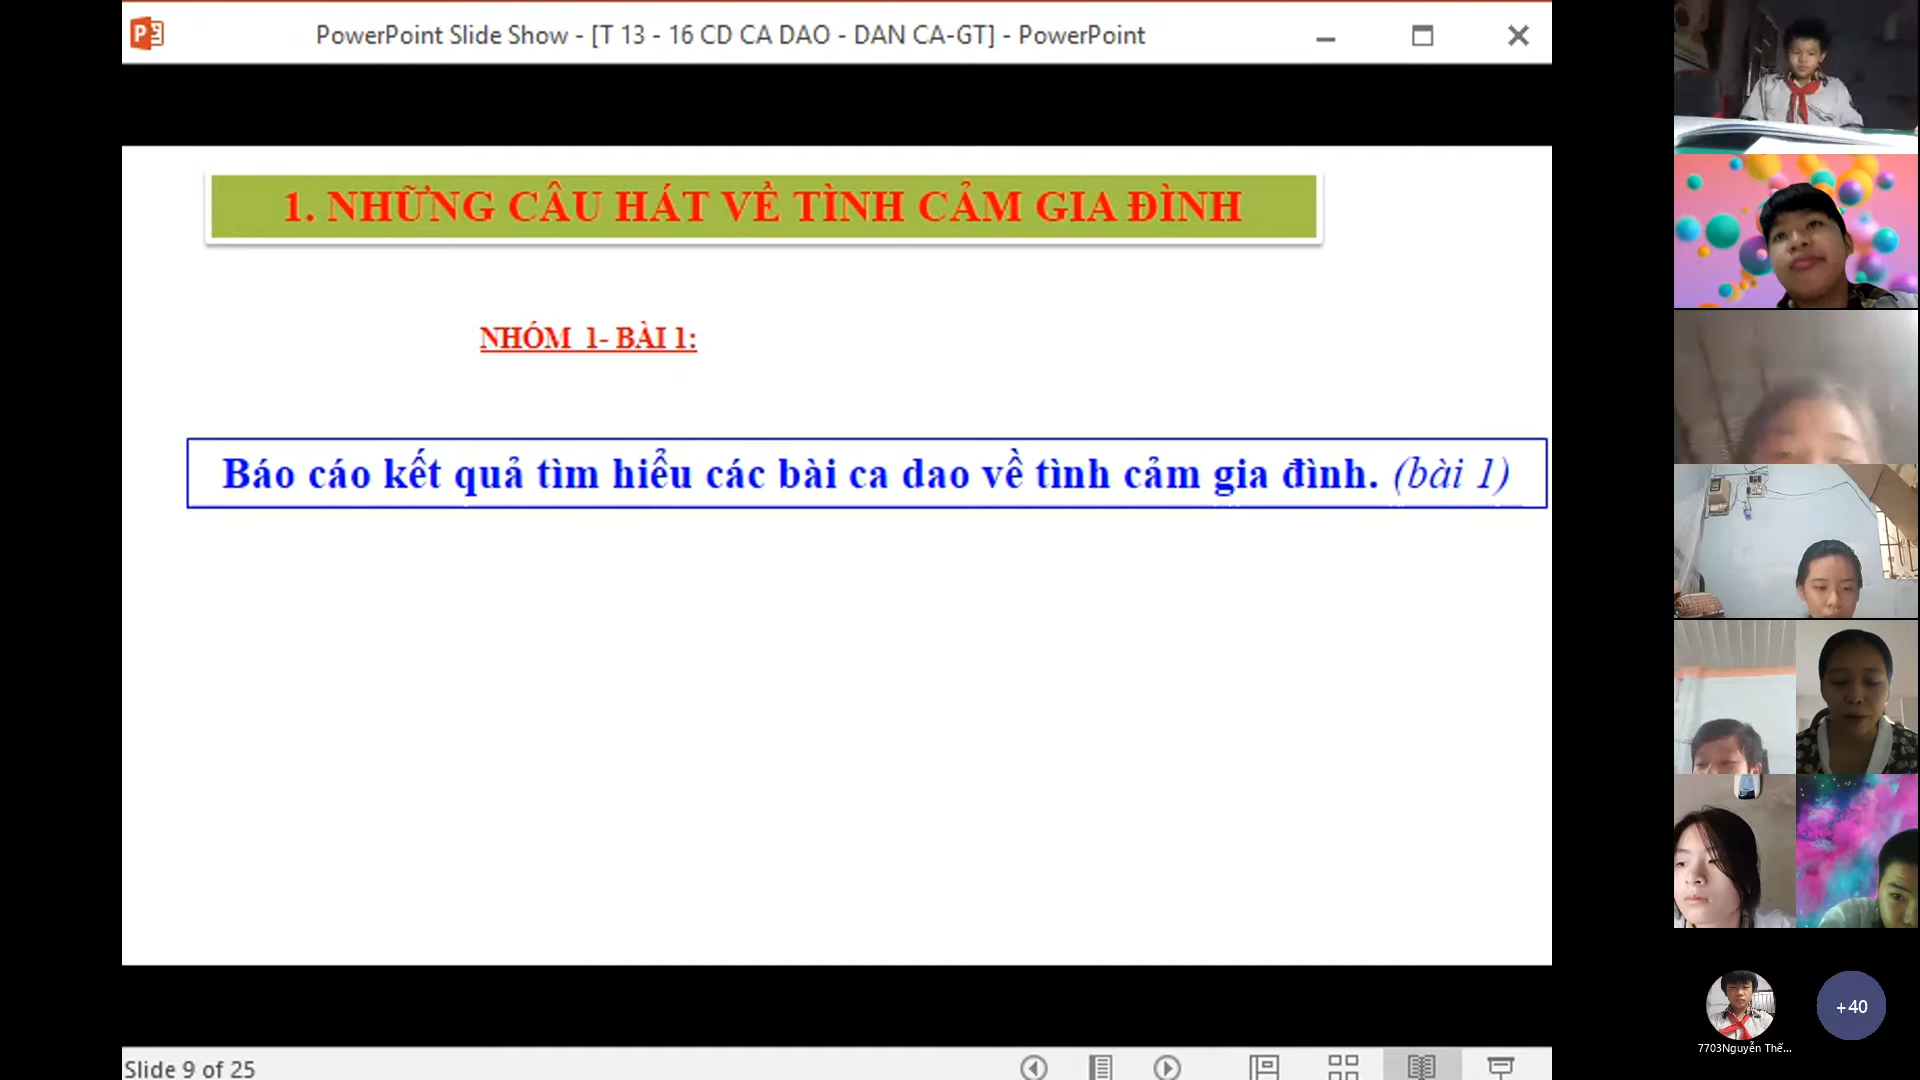 PowerPoint Slide Show - [T 13 - 16 CD CA DAO - DAN CA-GT] - PowerPoint
1. NHỮNG CÂU HÁT VỀ TÌNH CẢM GIA ĐÌNH
NHÓM 1- BÀI 1:
Báo cáo kết quả tìm hiểu các bài ca dao về tình cảm gia đình. (bài 1)
+40
7703Nguyễn Thế...
Slide 9 of 25